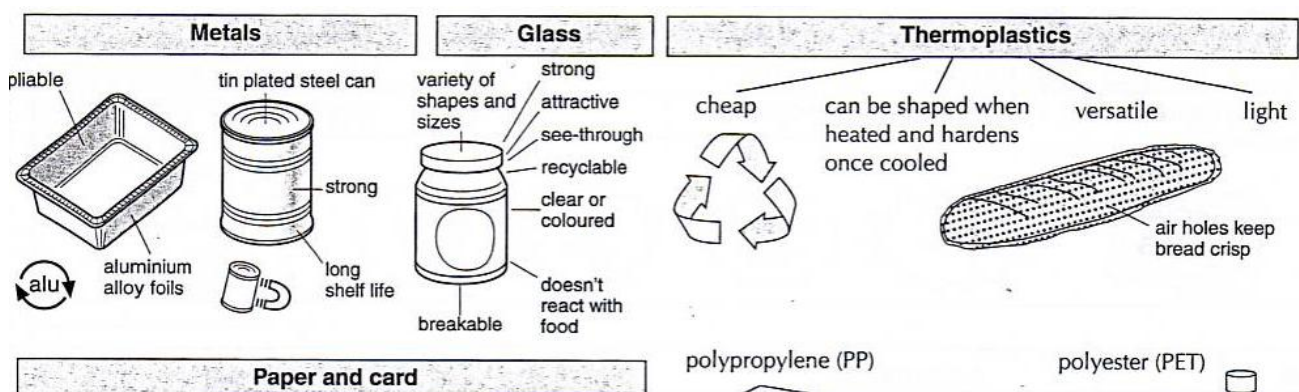 Metals
pliable
tin plated steel can
strong
aluminium
alloy foils
long
shelf life
alu
Glass
variety of
shapes and
sizes
strong
attractive
see-through
recyclable
clear or
coloured
doesn't
react with
food
breakable
Thermoplastics
cheap
can be shaped when
heated and hardens
once cooled
versatile
light
air holes keep
bread crisp
Paper and card
polypropylene (PP)
polyester (PET)